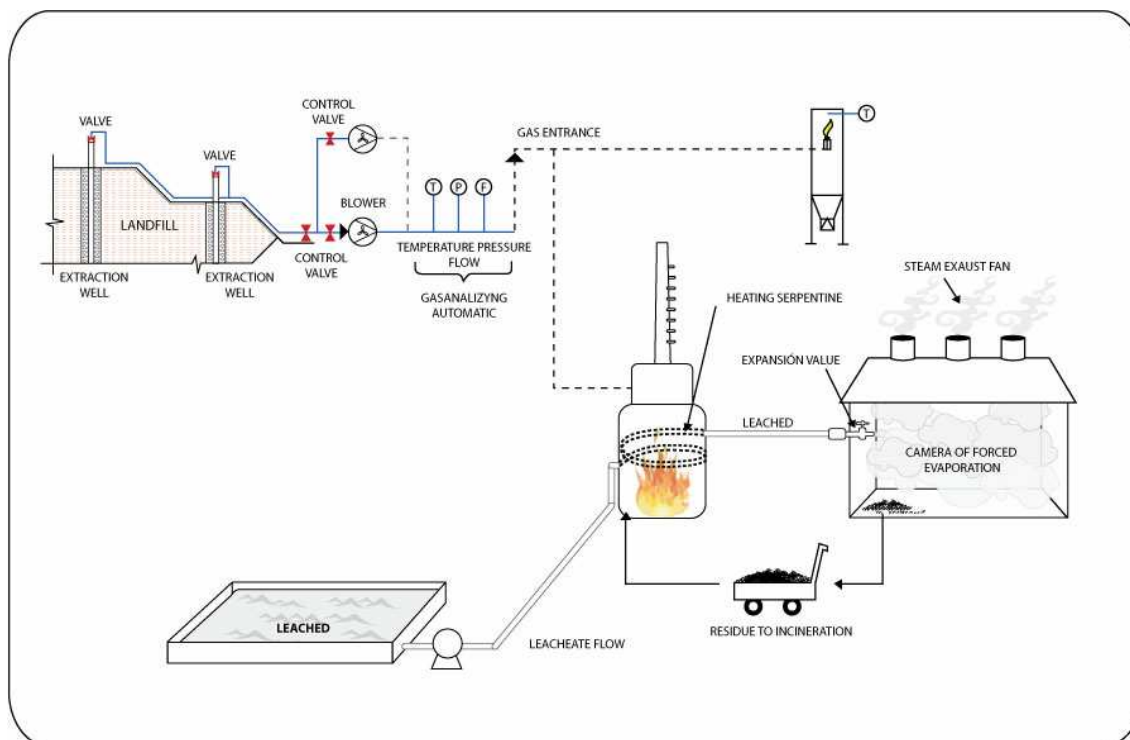 CONTROL
VALVE
VALVE
VALVE
GAS ENTRANCE
T
BLOWER
T P F
LANDFILL
CONTROL
VALVE
TEMPERATURE PRESSURE
FLOW
EXTRACTION
WELL
EXTRACTION
WELL
GASANALIZYNG
AUTOMATIC
STEAM EXAUST FAN
HEATING SERPENTINE
EXPANSIÓN VALUE
LEACHED
CAMERA OF FORCED
EVAPORATION
LEACHED
LEACHEATE FLOW
RESIDUE TO INCINERATION